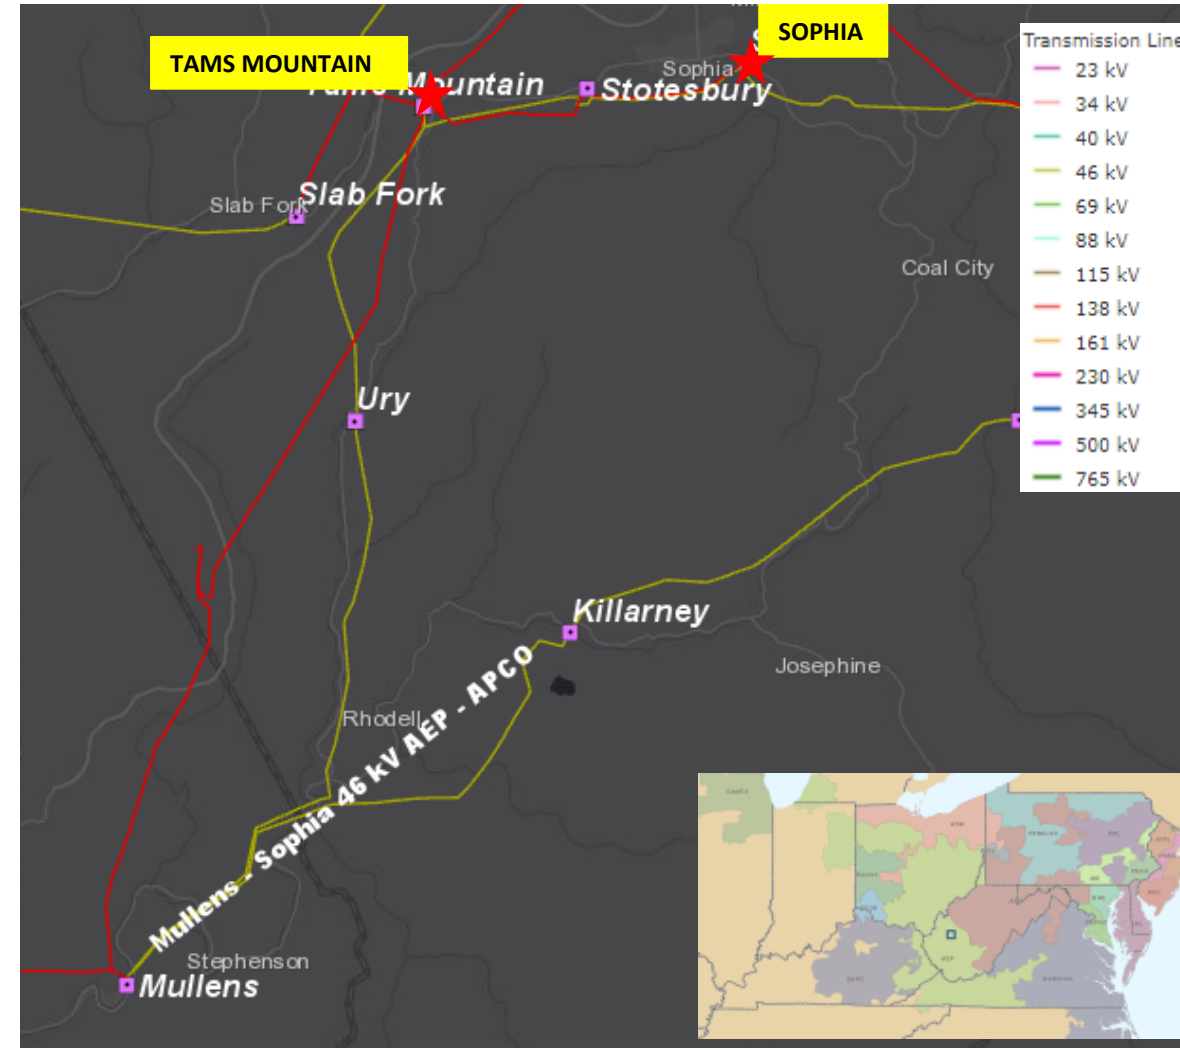 SOPHIA
TAMS MOUNTAIN
Mountain
Sophia
Stotesbury
Slab Fork
Slab Fork
Coal City
Ury
Killarney
Josephine
Rhodell
Mullens - Sophia 46 kV AEP - APCO
Stephenson
Mullens
Transmission Line
23 kV
34 kV
40 kV
46 kV
69 kV
88 kV
115 kV
138 kV
161 kV
230 kV
345 kV
500 kV
765 kV